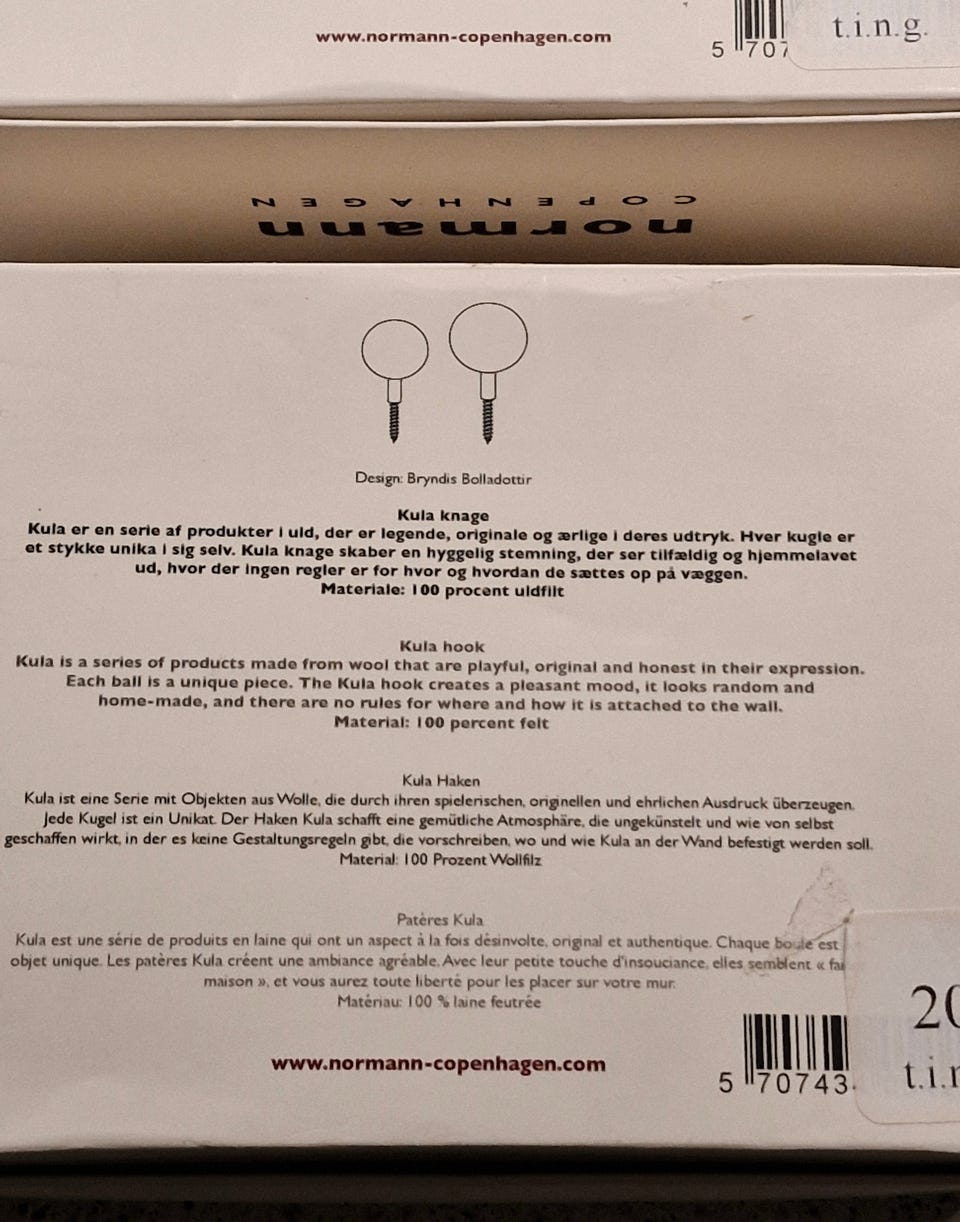 www.normann-copenhagen.com
5 707
t.i.n.g.
COPENHAGEN
normann
Design: Bryndis Bolladottir
Kula knage
Kula er en serie af produkter i uld, der er legende, originale og ærlige i deres udtryk. Hver kugle er
et stykke unika i sig selv. Kula knage skaber en hyggelig stemning, der ser tilfældig og hjemmelavet
ud, hvor der ingen regler er for hvor og hvordan de sættes op på væggen.
Materiale: 100 procent uldfilt
Kula hook
Kula is a series of products made from wool that are playful, original and honest in their expression.
Each ball is a unique piece. The Kula hook creates a pleasant mood, it looks random and
home-made, and there are no rules for where and how it is attached to the wall.
Material: 100 percent felt
Kula Haken
Kula ist eine Serie mit Objekten aus Wolle, die durch ihren spielerischen, originellen und ehrlichen Ausdruck überzeugen.
Jede Kugel ist ein Unikat. Der Haken Kula schafft eine gemütliche Atmosphäre, die ungekünstelt und wie von selbst
geschaffen wirkt, in der es keine Gestaltungsregeln gibt, die vorschreiben, wo und wie Kula an der Wand befestigt werden soll.
Material: 100 Prozent Wollfilz
Patères Kula
Kula est une série de produits en laine qui ont un aspect à la fois désinvolte, original et authentique. Chaque boule est
objet unique. Les patères Kula créent une ambiance agréable. Avec leur petite touche d'insouciance, elles semblent « fai
maison », et vous aurez toute liberté pour les placer sur votre mur.
Matériau: 100 % laine feutrée
www.normann-copenhagen.com
5 70743
20
t.i.